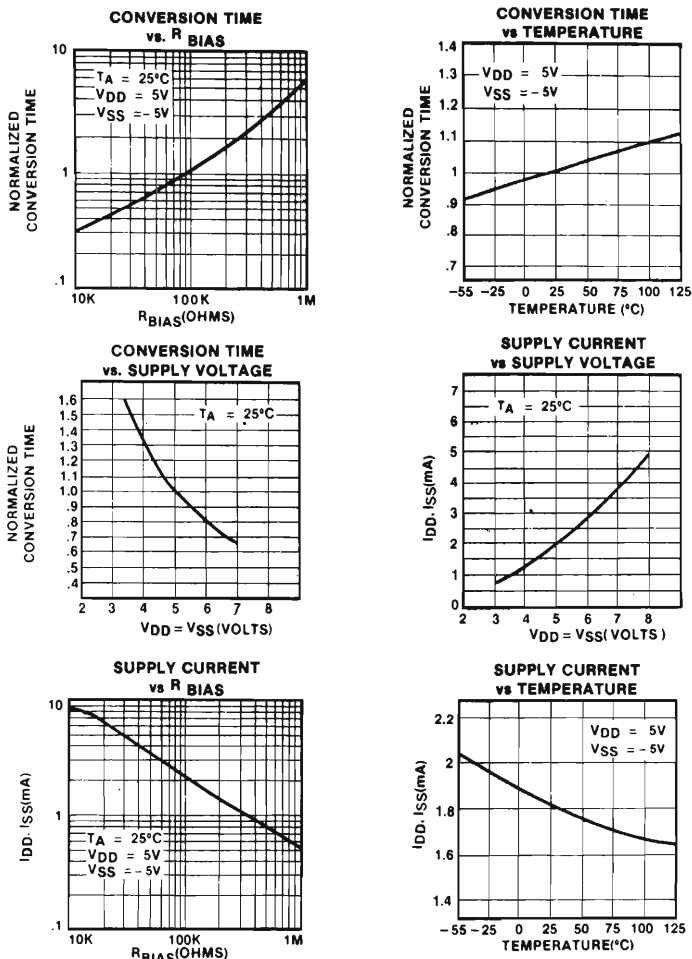 CONVERSION TIME
vs. R BIAS
10
1
.1
NORMALIZED
CONVERSION TIME
TA = 25°C
VDD = 5V
VSS = -5V
10K 100K 1M
RBIAS(OHMS)
CONVERSION TIME
vs TEMPERATURE
1.4
1.3
1.2
1.1
1
.9
.8
.7
NORMALIZED
CONVERSION TIME
VDD = 5V
VSS = -5V
-55 -25 0 25 50 75 100 125
TEMPERATURE (°C)
CONVERSION TIME
vs. SUPPLY VOLTAGE
1.6
1.5
1.4
1.3
1.2
1.1
1.0
.9
.8
.7
.6
.5
.4
NORMALIZED
CONVERSION TIME
TA = 25°C
2 3 4 5 6 7 8
VDD = VSS(VOLTS)
SUPPLY CURRENT
vs SUPPLY VOLTAGE
7
6
5
4
3
2
1
0
IDD. ISS(mA)
TA = 25°C
2 3 4 5 6 7 8
VDD = VSS(VOLTS)
SUPPLY CURRENT
vs R BIAS
10
1
.1
IDD. ISS(mA)
TA = 25°C
VDD = 5V
VSS = -5V
10K 100K 1M
RBIAS(OHMS)
SUPPLY CURRENT
vs TEMPERATURE
2.2
2.0
1.8
1.6
1.4
IDD. ISS(mA)
VDD = 5V
VSS = -5V
-55 -25 0 25 50 75 100 125
TEMPERATURE(°C)